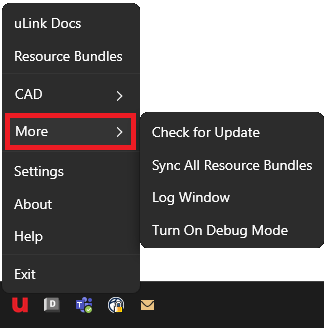 uLink Docs
Resource Bundles
CAD
More
Settings
About
Help
Exit
Check for Update
Sync All Resource Bundles
Log Window
Turn On Debug Mode
u
D
T